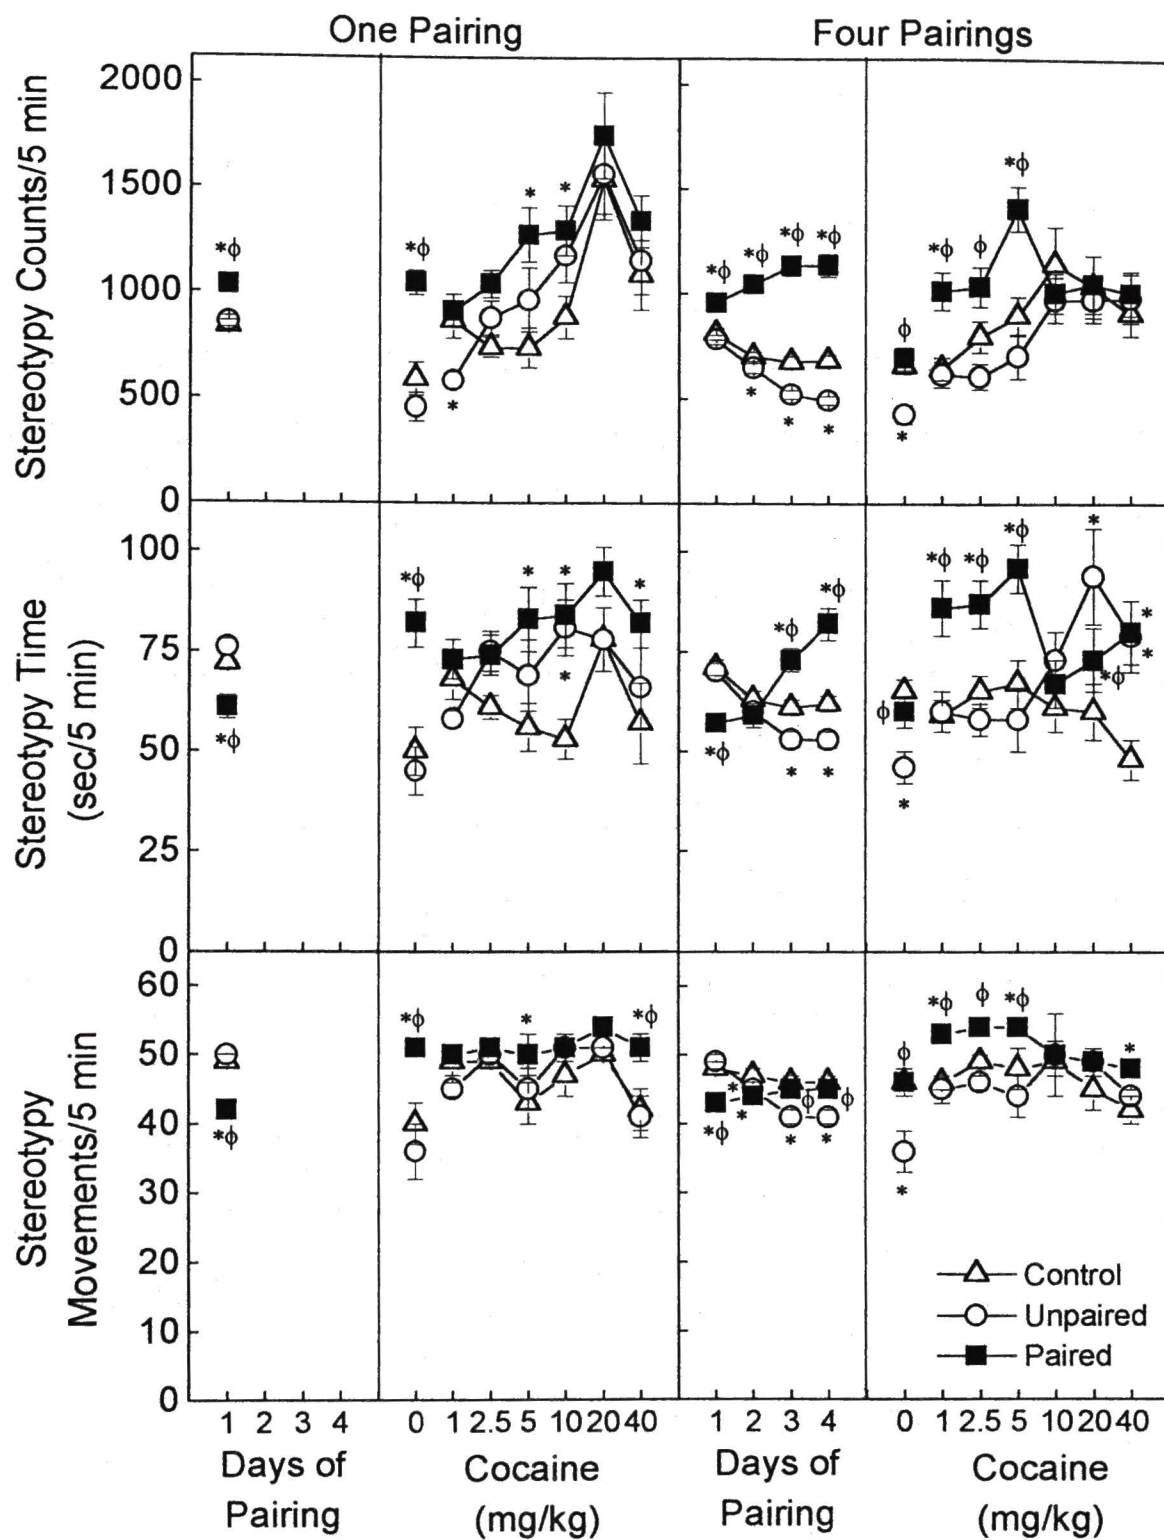 One Pairing
Four Pairings
Stereotypy Counts/5 min
2000
1500
1000
500
0
*ϕ
*ϕ
*
*
*
*ϕ
*ϕ
*ϕ
*ϕ
*
*
*
*ϕ
ϕ
*ϕ
ϕ
*
Stereotypy Time
(sec/5 min)
100
75
50
25
0
*ϕ
*ϕ
*
*
*
*
*ϕ
*ϕ
*ϕ
*
*
*ϕ
*ϕ
*ϕ
*
*
*
*ϕ
ϕ
*
Stereotypy
Movements/5 min
60
50
40
30
20
10
0
*ϕ
*ϕ
*
*ϕ
*
*
*ϕ
ϕ
ϕ
*
*
*ϕ
ϕ
*ϕ
ϕ
*
*
Control
Unpaired
Paired
1 2 3 4
0 1 2.5 5 10 20 40
1 2 3 4
0 1 2.5 5 10 20 40
Days of
Pairing
Cocaine
(mg/kg)
Days of
Pairing
Cocaine
(mg/kg)